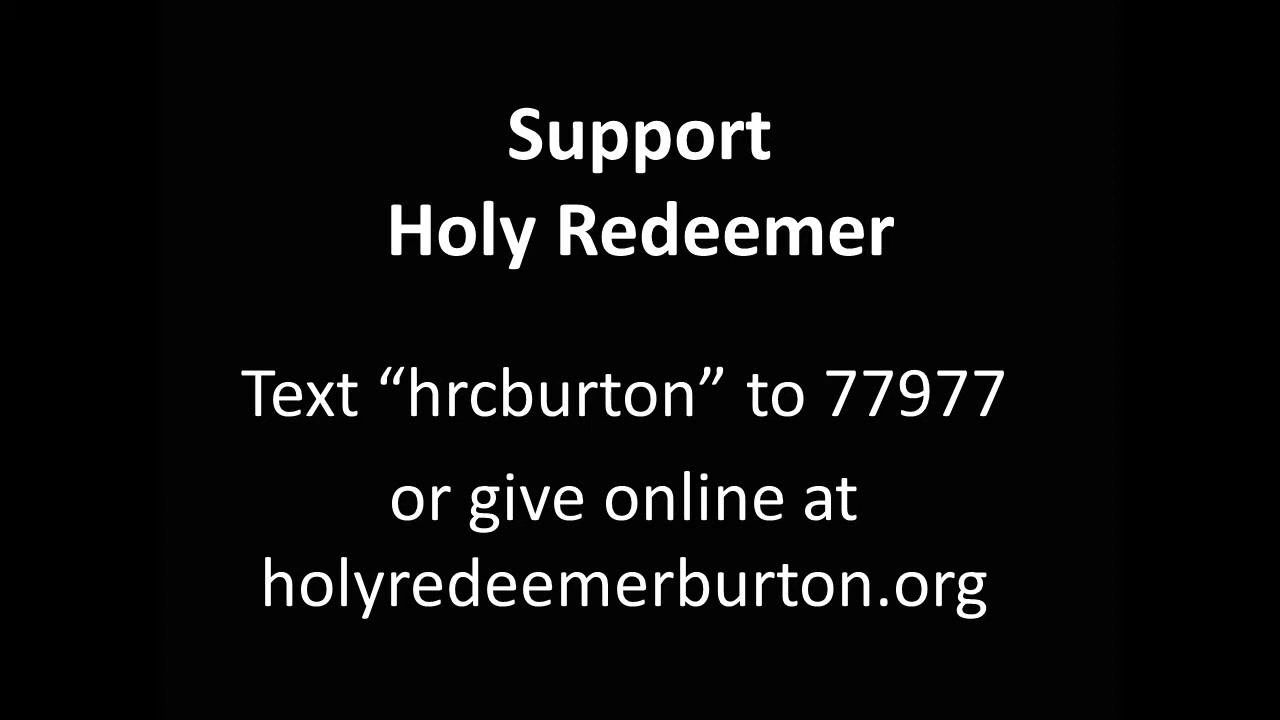 Support
Holy Redeemer
Text “hrcburton” to 77977
or give online at
holyredeemerburton.org